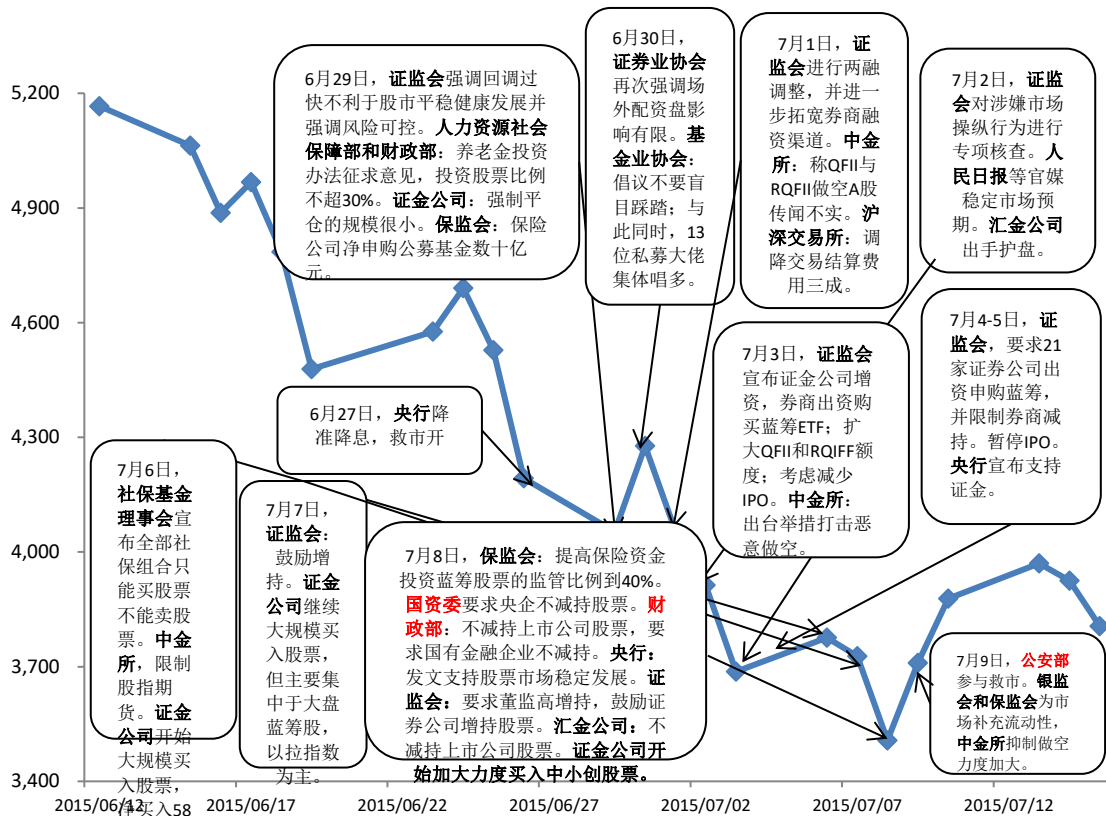 5,200
4,900
4,600
4,300
4,000
3,700
3,400
6月29日，证监会强调回调过
快不利于股市平稳健康发展并
强调风险可控。人力资源社会
保障部和财政部：养老金投资
办法征求意见，投资股票比例
不超30%。证金公司：强制平
仓的规模很小。保监会：保险
公司净申购公募基金数十亿
元。
6月30日，
证券业协会
再次强调场
外配资盘影
响有限。基
金业协会：
倡议不要盲
目踩踏；与
此同时，13
位私募大佬
集体唱多。
7月1日，证
监会进行两融
调整，并进一
步拓宽券商融
资渠道。中金
所：称QFII与
RQFII做空A股
传闻不实。沪
深交易所：调
降交易结算费
用三成。
7月2日，证监
会对涉嫌市场
操纵行为进行
专项核查。人
民日报等官媒
稳定市场预
期。汇金公司
出手护盘。
6月27日，央行降
准降息，救市开
7月3日，证监会
宣布证金公司增
资，券商出资购
买蓝筹ETF；扩
大QFII和RQIFF额
度；考虑减少
IPO。中金所：
出台举措打击恶
意做空。
7月4-5日，证
监会，要求21
家证券公司出
资申购蓝筹，
并限制券商减
持。暂停IPO。
央行宣布支持
证金。
7月6日，
社保基金
理事会宣
布全部社
保组合只
能买股票
不能卖股
票。中金
所，限制
股指期
货。证金
公司开始
大规模买
入股票，
净买入58
7月7日，
证监会：
鼓励增
持。证金
公司继续
大规模买
入股票，
但主要集
中于大盘
蓝筹股，
以拉指数
为主。
7月8日，保监会：提高保险资金
投资蓝筹股票的监管比例到40%。
国资委要求央企不减持股票。财
政部：不减持上市公司股票，要
求国有金融企业不减持。央行：
发文支持股票市场稳定发展。证
监会：要求董监高增持，鼓励证
券公司增持股票。汇金公司：不
减持上市公司股票。证金公司开
始加大力度买入中小创股票。
7月9日，公安部
参与救市。银监
会和保监会为市
场补充流动性，
中金所抑制做空
力度加大。
2015/06/12
2015/06/17
2015/06/22
2015/06/27
2015/07/02
2015/07/07
2015/07/12